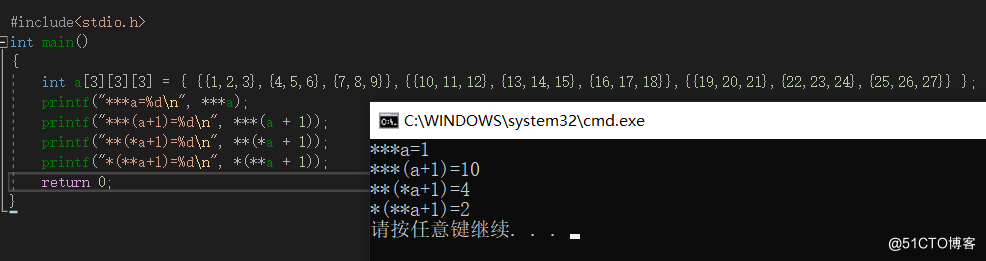 #include<stdio.h>
int main()
{
int a[3][3][3] = { {{1,2,3},{4,5,6},{7,8,9}},{{10,11,12},{13,14,15},{16,17,18}},{{19,20,21},{22,23,24},{25,26,27}} };
printf("***a=%d\n", ***a);
printf("***(a+1)=%d\n", ***(a + 1));
printf("**(*a+1)=%d\n", **(*a + 1));
printf("*(**a+1)=%d\n", *(**a + 1));
return 0;
}
C:\WINDOWS\system32\cmd.exe
***a=1
***(a+1)=10
**(*a+1)=4
*(**a+1)=2
请按任意键继续. . .
@51CTO博客